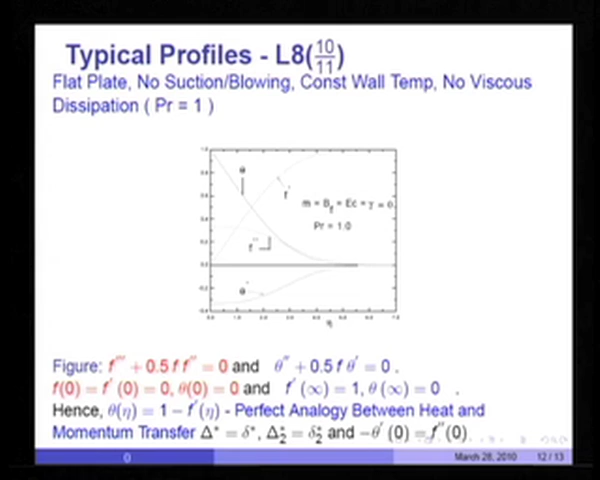 Typical Profiles - L8(10/11)
Flat Plate, No Suction/Blowing, Const Wall Temp, No Viscous
Dissipation ( Pr = 1 )
θ
f'
m = B_f = Ec = γ = 0.
Pr = 1.0
f''
θ'
η
Figure: f''' + 0.5 f f'' = 0 and θ'' + 0.5 f θ' = 0 .
f(0) = f' (0) = 0, θ(0) = 0 and f' (∞) = 1, θ (∞) = 0 .
Hence, θ(η) = 1 − f'(η) - Perfect Analogy Between Heat and
Momentum Transfer Δ* = δ*, Δ₂* = δ₂* and −θ' (0) = f''(0)
() March 28, 2010 12 / 13